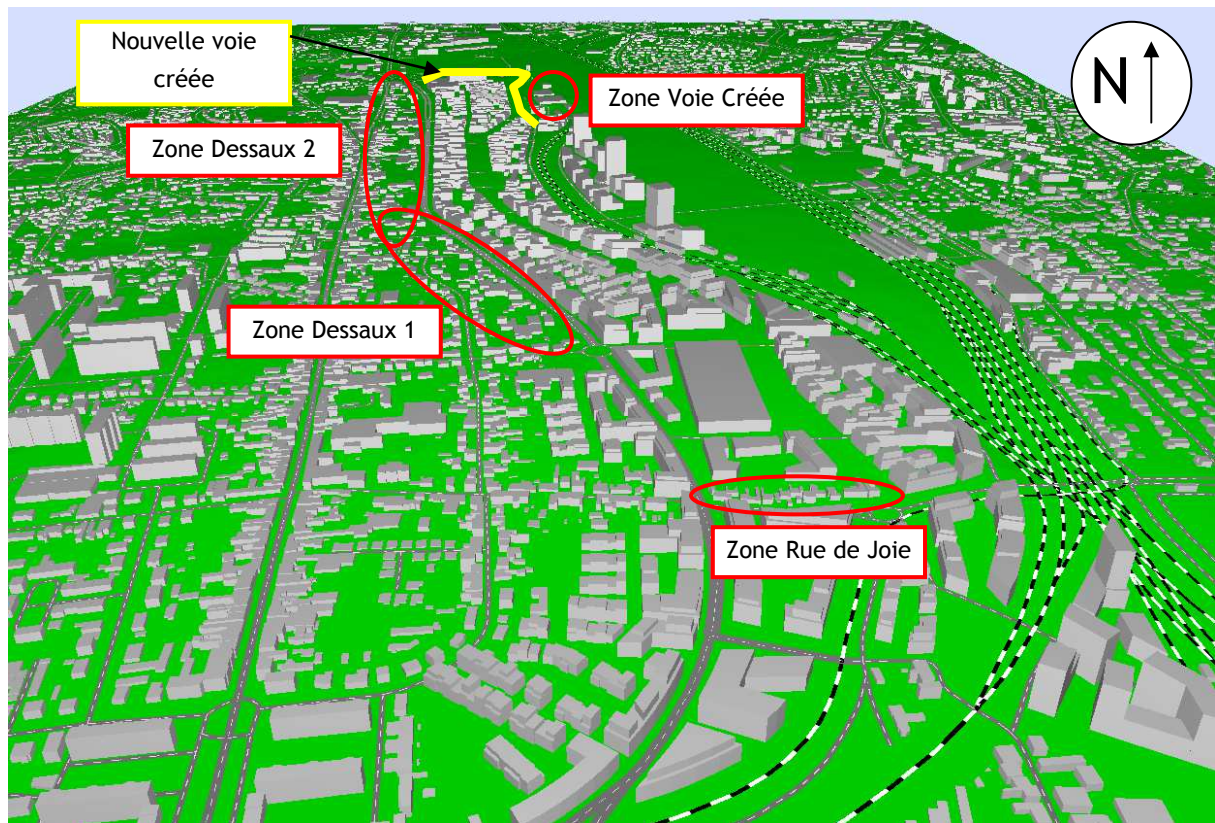 Nouvelle voie
créée
N
Zone Voie Créée
Zone Dessaux 2
Zone Dessaux 1
Zone Rue de Joie